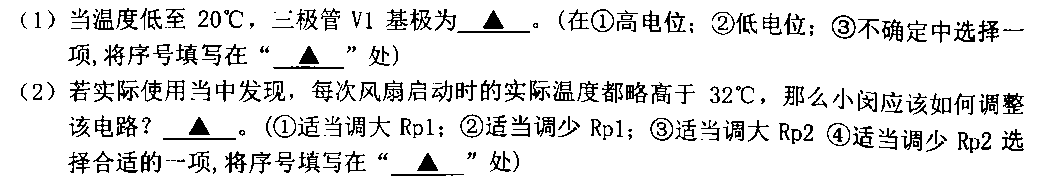 （1）当温度低至 20℃，三极管 V1 基极为 ▲ 。(在①高电位；②低电位；③不确定中选择一
项,将序号填写在“ ▲ ”处)
（2）若实际使用当中发现，每次风扇启动时的实际温度都略高于 32℃，那么小闵应该如何调整
该电路？ ▲ 。(①适当调大 Rp1；②适当调少 Rp1；③适当调大 Rp2 ④适当调少 Rp2 选
择合适的一项,将序号填写在“ ▲ ”处)